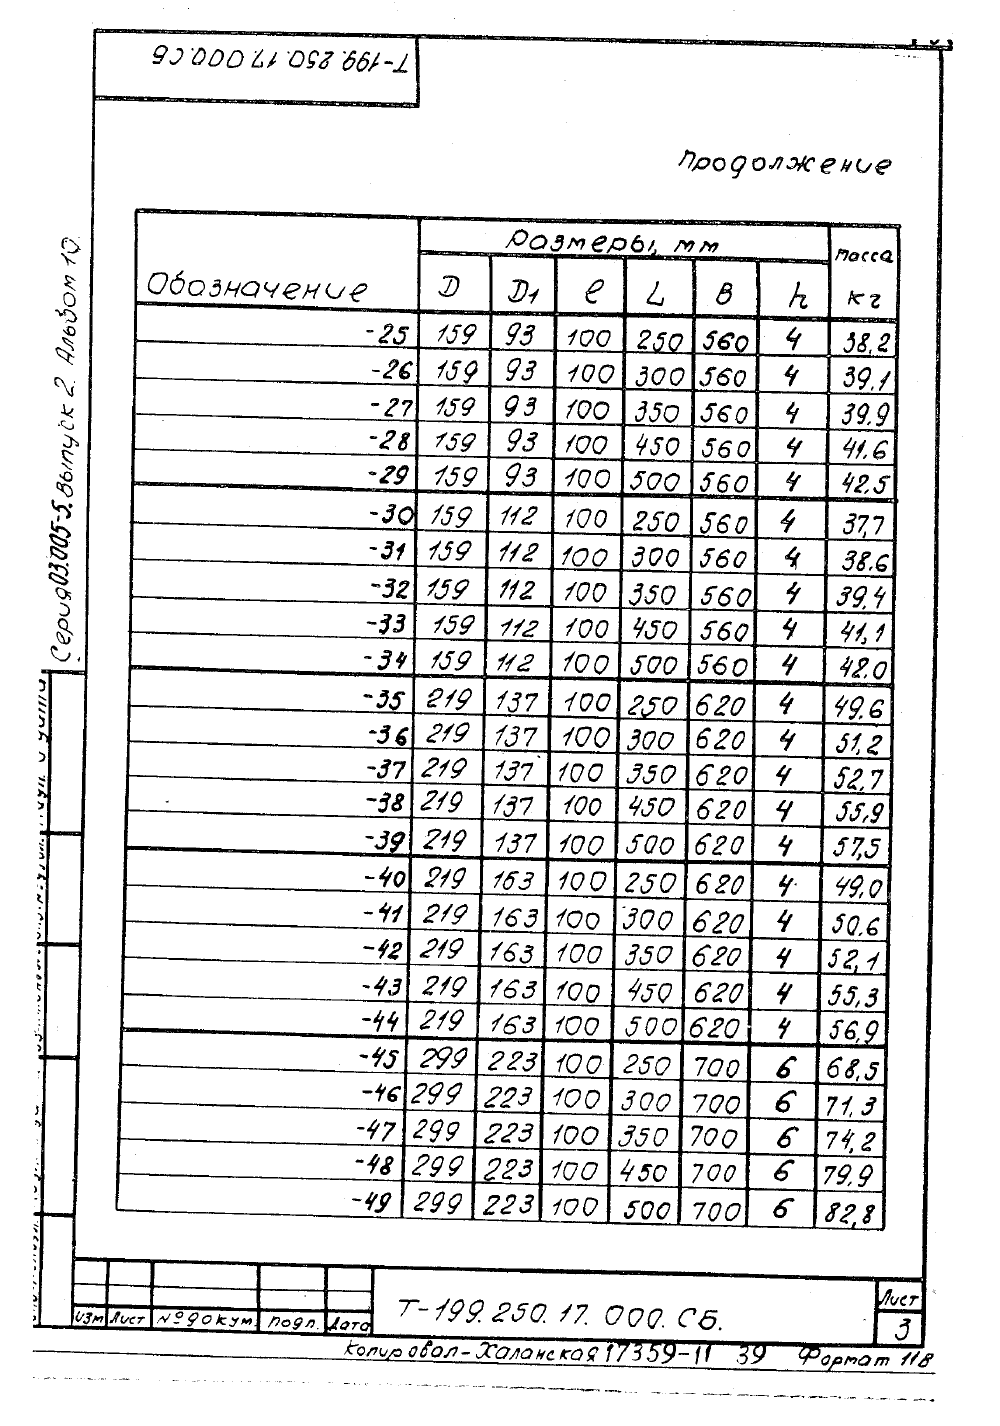 Т-199.250.17.000.СБ
Продолжение
Серия 03.005-5. Выпуск 2. Альбом 10.
Обозначение Размеры, мм Масса кг
D D1 ℓ L B h
-25 159 93 100 250 560 4 38,2
-26 159 93 100 300 560 4 39,1
-27 159 93 100 350 560 4 39,9
-28 159 93 100 450 560 4 41,6
-29 159 93 100 500 560 4 42,5
-30 159 112 100 250 560 4 37,7
-31 159 112 100 300 560 4 38,6
-32 159 112 100 350 560 4 39,4
-33 159 112 100 450 560 4 41,1
-34 159 112 100 500 560 4 42,0
-35 219 137 100 250 620 4 49,6
-36 219 137 100 300 620 4 51,2
-37 219 137 100 350 620 4 52,7
-38 219 137 100 450 620 4 55,9
-39 219 137 100 500 620 4 57,5
-40 219 163 100 250 620 4 49,0
-41 219 163 100 300 620 4 50,6
-42 219 163 100 350 620 4 52,1
-43 219 163 100 450 620 4 55,3
-44 219 163 100 500 620 4 56,9
-45 299 223 100 250 700 6 68,5
-46 299 223 100 300 700 6 71,3
-47 299 223 100 350 700 6 74,2
-48 299 223 100 450 700 6 79,9
-49 299 223 100 500 700 6 82,8
Изм Лист № докум. Подп. Дата
Т-199.250.17.000.СБ.
Лист
3
Копировал-Халанская 17359-11 39 Формат 11В